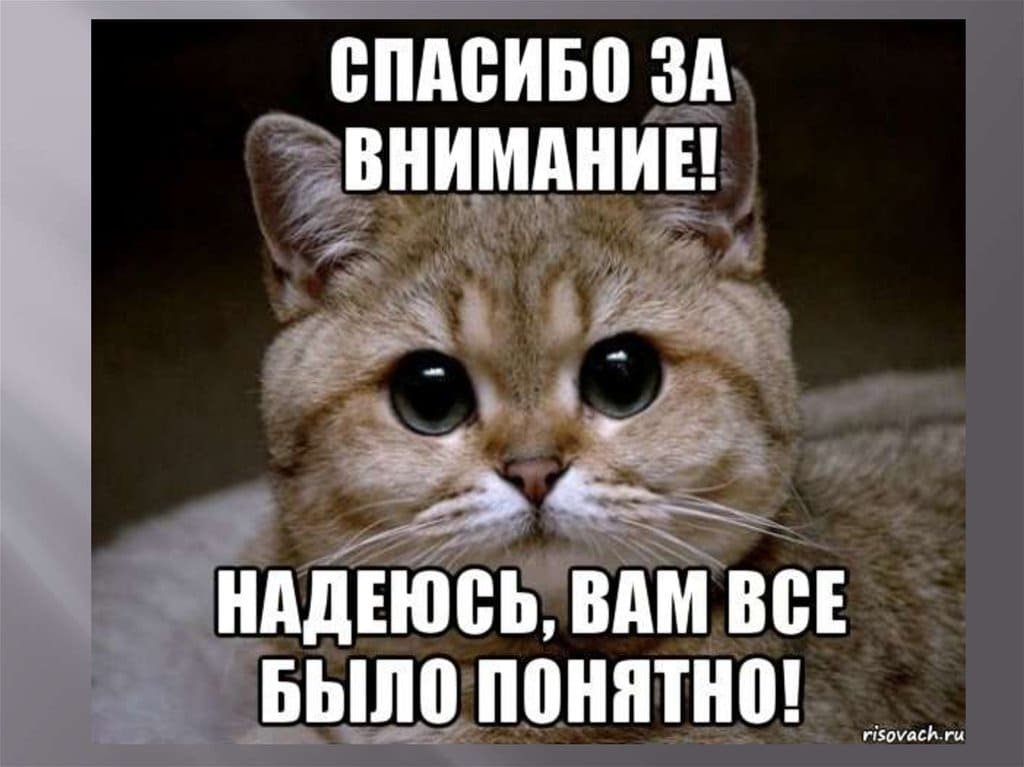 СПАСИБО ЗА
ВНИМАНИЕ!
НАДЕЮСЬ, ВАМ ВСЕ
БЫЛО ПОНЯТНО!
risovach.ru